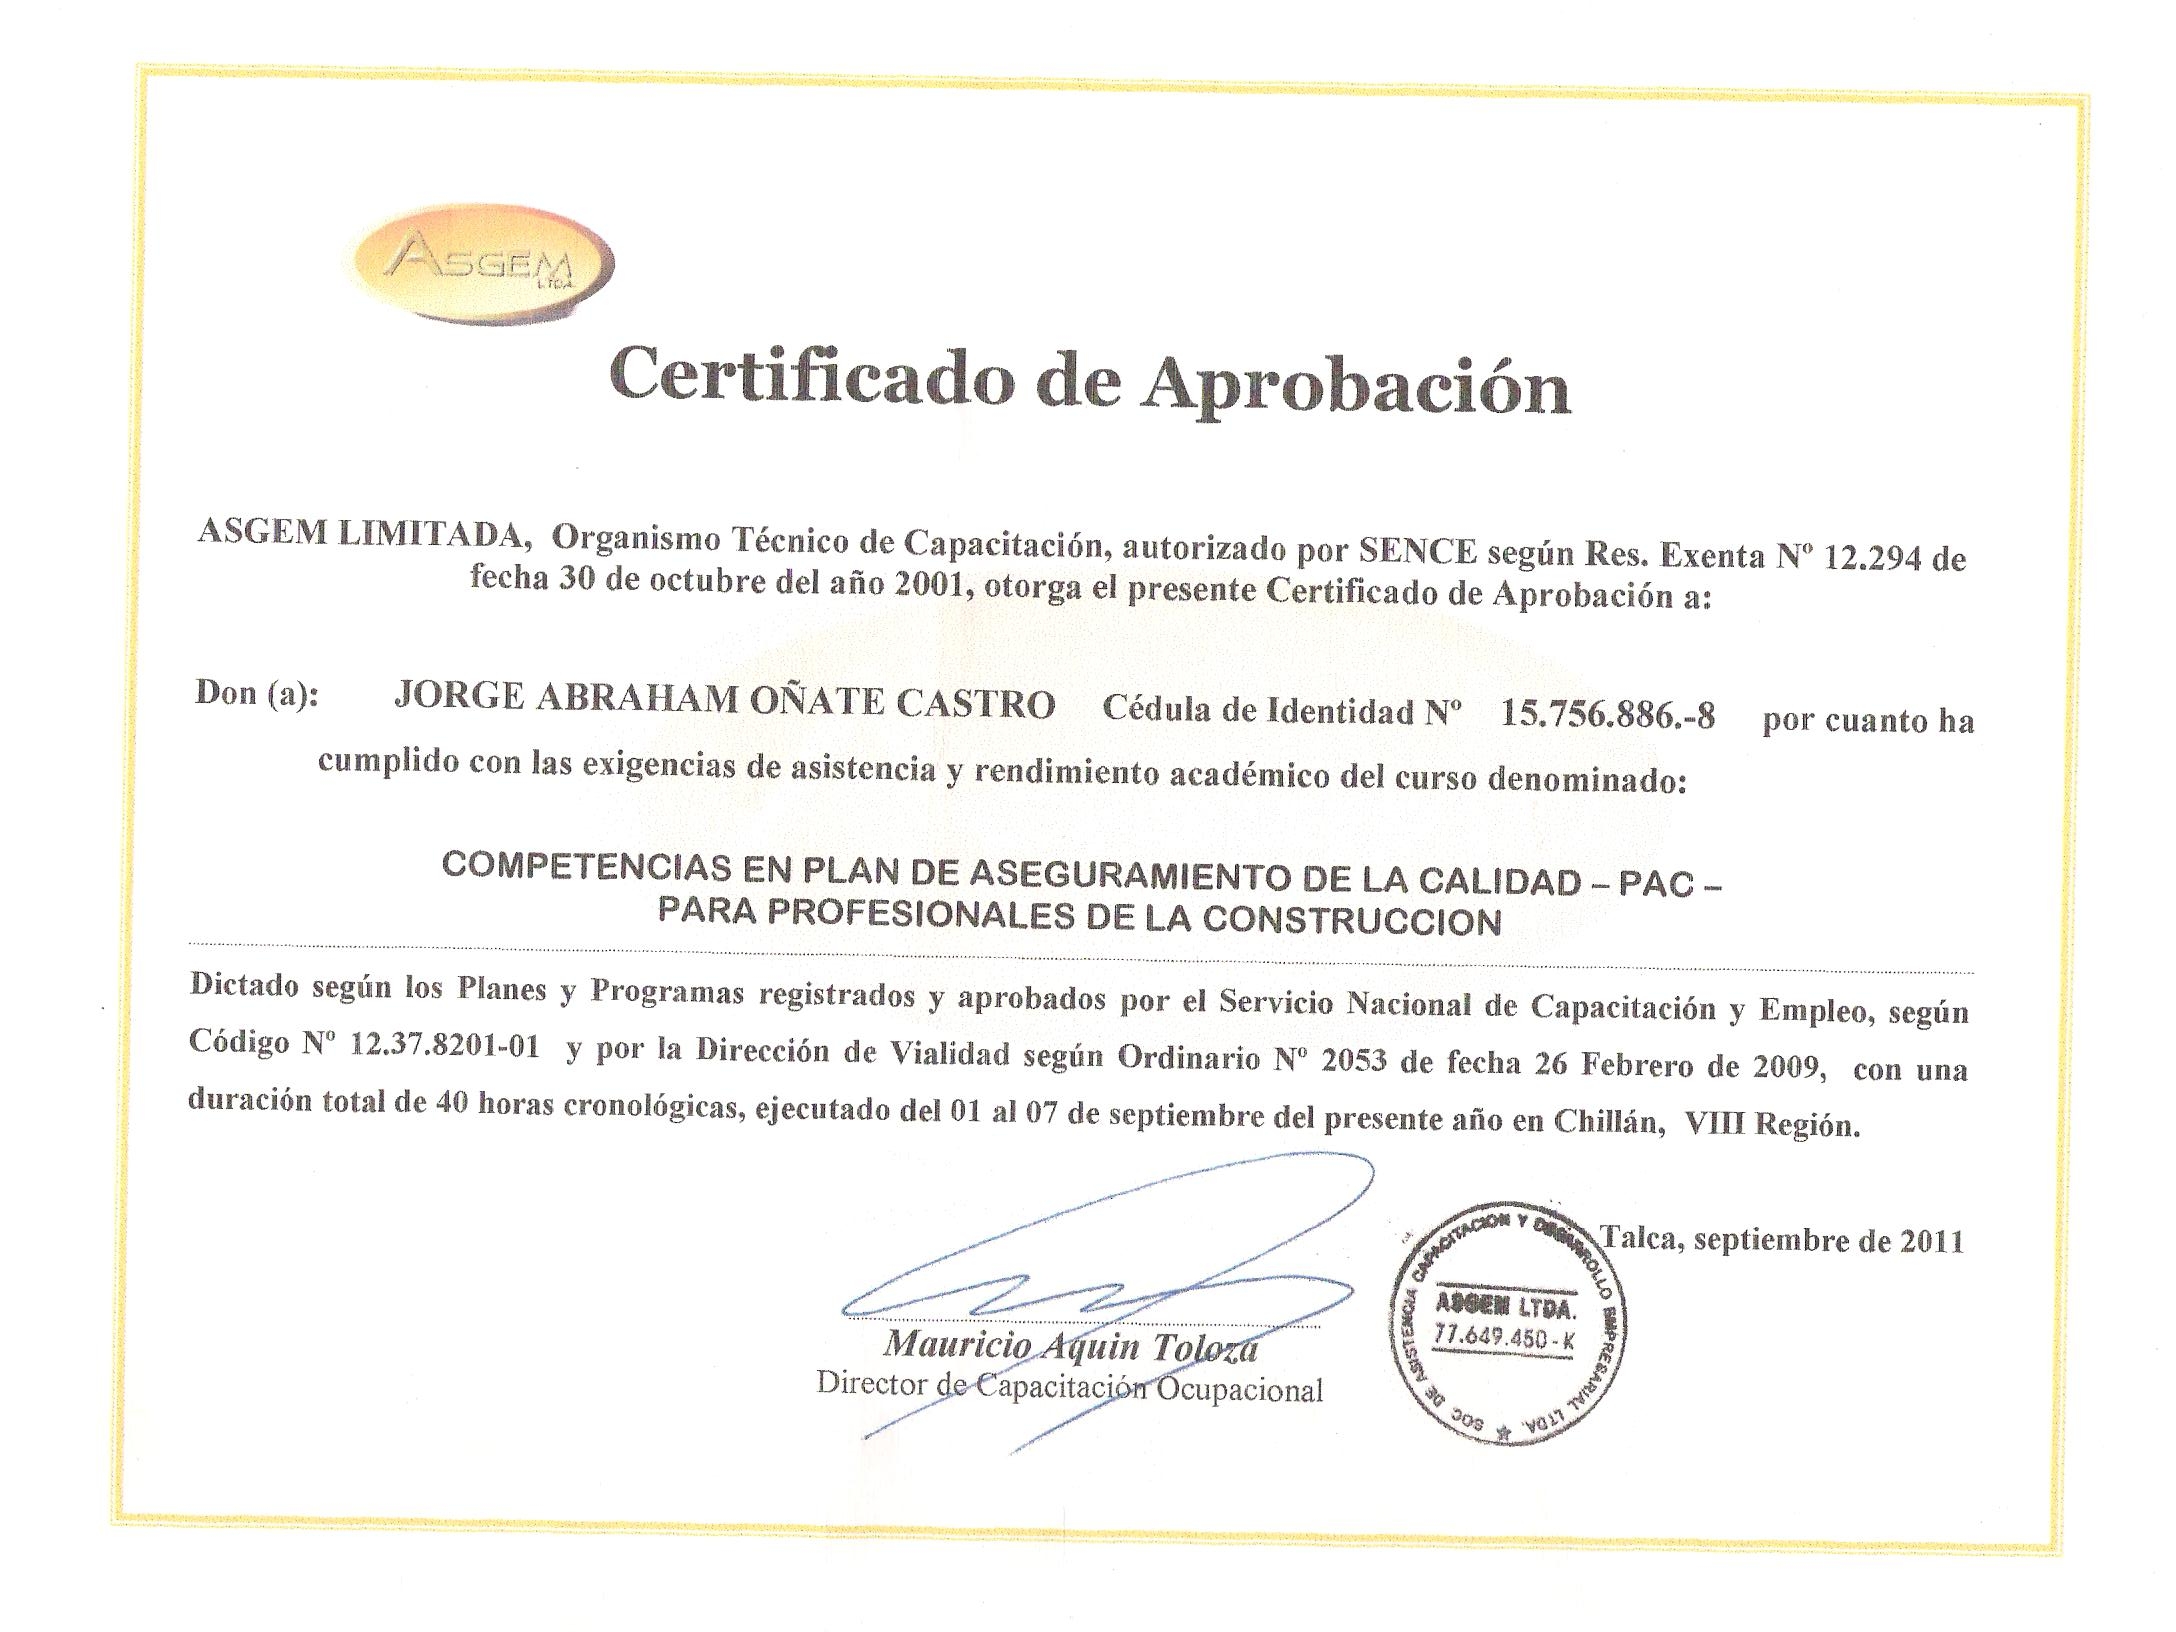 ASGEM
LTDA.
Certificado de Aprobación
ASGEM LIMITADA, Organismo Técnico de Capacitación, autorizado por SENCE según Res. Exenta Nº 12.294 de
fecha 30 de octubre del año 2001, otorga el presente Certificado de Aprobación a:
Don (a): JORGE ABRAHAM OÑATE CASTRO Cédula de Identidad Nº 15.756.886.-8 por cuanto ha
cumplido con las exigencias de asistencia y rendimiento académico del curso denominado:
COMPETENCIAS EN PLAN DE ASEGURAMIENTO DE LA CALIDAD – PAC –
PARA PROFESIONALES DE LA CONSTRUCCION
Dictado según los Planes y Programas registrados y aprobados por el Servicio Nacional de Capacitación y Empleo, según
Código Nº 12.37.8201-01 y por la Dirección de Vialidad según Ordinario Nº 2053 de fecha 26 Febrero de 2009, con una
duración total de 40 horas cronológicas, ejecutado del 01 al 07 de septiembre del presente año en Chillán, VIII Región.
Talca, septiembre de 2011
SOC. DE ASISTENCIA CAPACITACION Y DESARROLLO EMPRESARIAL LTDA.
ASGEM LTDA.
77.649.450-K
Mauricio Aquin Toloza
Director de Capacitación Ocupacional